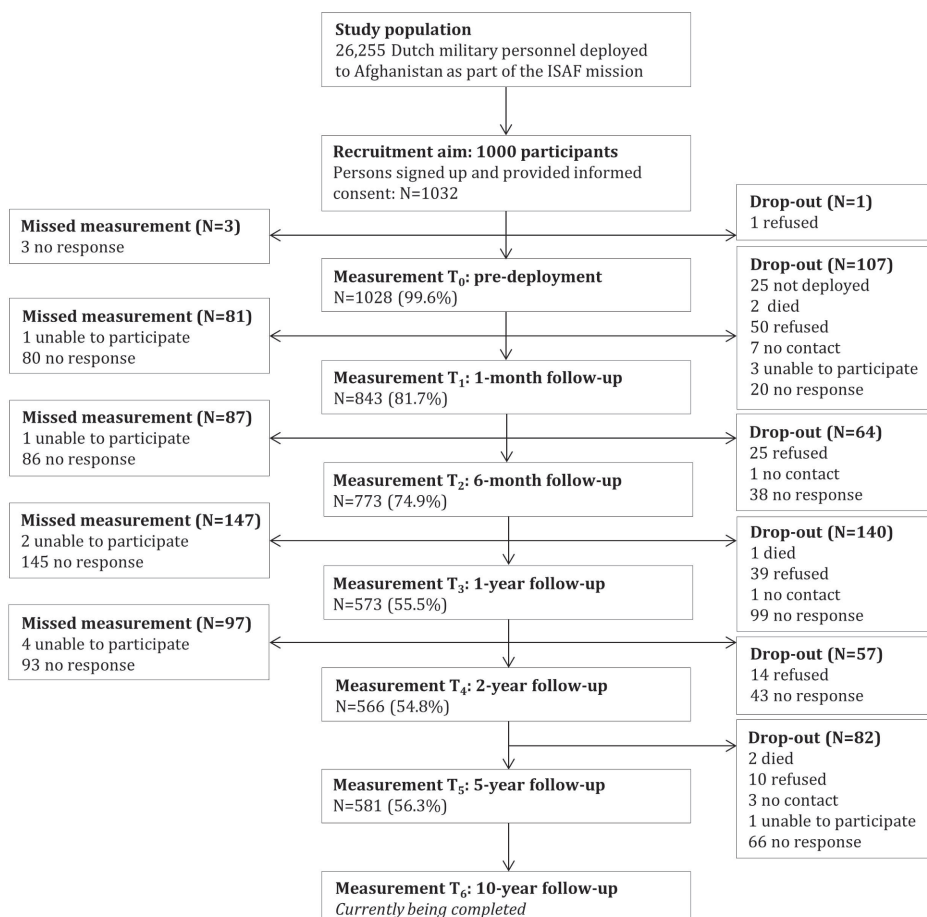 Study population
26,255 Dutch military personnel deployed
to Afghanistan as part of the ISAF mission
Recruitment aim: 1000 participants
Persons signed up and provided informed
consent: N=1032
Missed measurement (N=3)
3 no response
Drop-out (N=1)
1 refused
Measurement T₀: pre-deployment
N=1028 (99.6%)
Missed measurement (N=81)
1 unable to participate
80 no response
Drop-out (N=107)
25 not deployed
2 died
50 refused
7 no contact
3 unable to participate
20 no response
Measurement T₁: 1-month follow-up
N=843 (81.7%)
Missed measurement (N=87)
1 unable to participate
86 no response
Drop-out (N=64)
25 refused
1 no contact
38 no response
Measurement T₂: 6-month follow-up
N=773 (74.9%)
Missed measurement (N=147)
2 unable to participate
145 no response
Drop-out (N=140)
1 died
39 refused
1 no contact
99 no response
Measurement T₃: 1-year follow-up
N=573 (55.5%)
Missed measurement (N=97)
4 unable to participate
93 no response
Drop-out (N=57)
14 refused
43 no response
Measurement T₄: 2-year follow-up
N=566 (54.8%)
Drop-out (N=82)
2 died
10 refused
3 no contact
1 unable to participate
66 no response
Measurement T₅: 5-year follow-up
N=581 (56.3%)
Measurement T₆: 10-year follow-up
Currently being completed